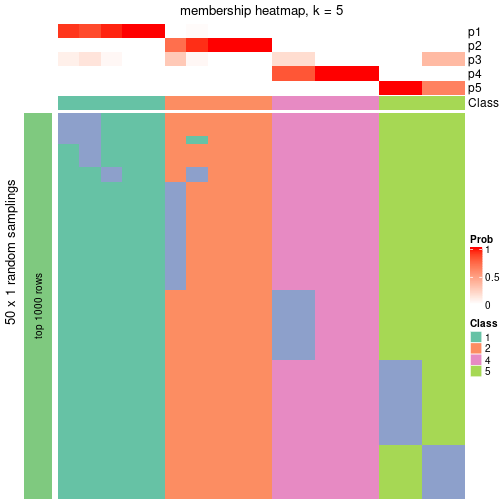 membership heatmap, k = 5
p1
p2
p3
p4
p5
Class
50 x 1 random samplings
top 1000 rows
Prob
1
0.5
0
Class
1
2
4
5